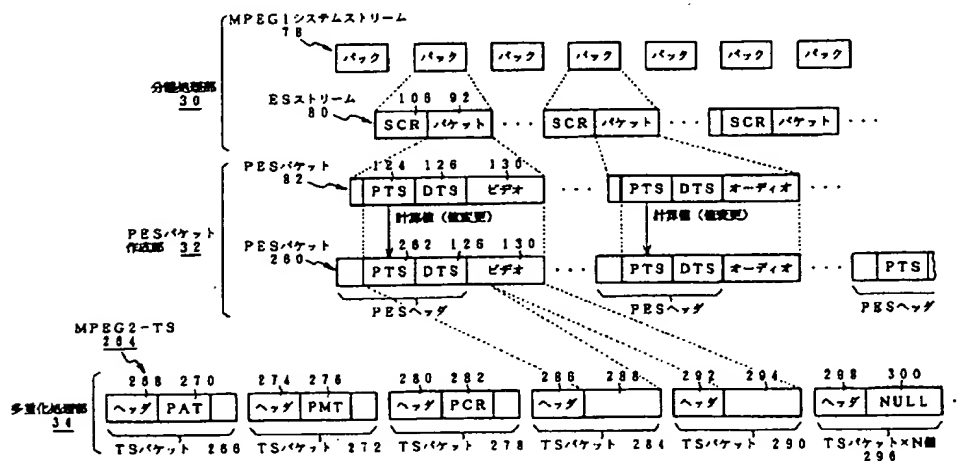 MPEG1システムストリーム
78
パック パック パック パック パック パック パック
分離処理部
30
ESストリーム
80
108 92
SCR パケット ··· SCR パケット ··· SCR パケット ···
PESパケット
82
124 126 130
PTS DTS ビデオ ··· PTS DTS オーディオ ···
計算値(値変更) 計算値(値変更)
PESパケット
作成部 32
PESパケット
260
262 126 130
PTS DTS ビデオ ··· PTS DTS オーディオ ··· PTS
PESヘッダ PESヘッダ PESヘッダ
MPEG2-TS
264
268 270 274 276 280 282 286 288 292 294 298 300
多重化処理部
34
ヘッダ PAT ヘッダ PMT ヘッダ PCR ヘッダ ヘッダ ヘッダ NULL
TSパケット 266 TSパケット 272 TSパケット 278 TSパケット 284 TSパケット 290 TSパケット×N個
296